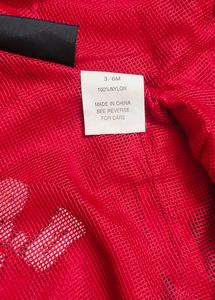 3/6M
100%NYLON
MADE IN CHINA
SEE REVERSE
FOR CARE